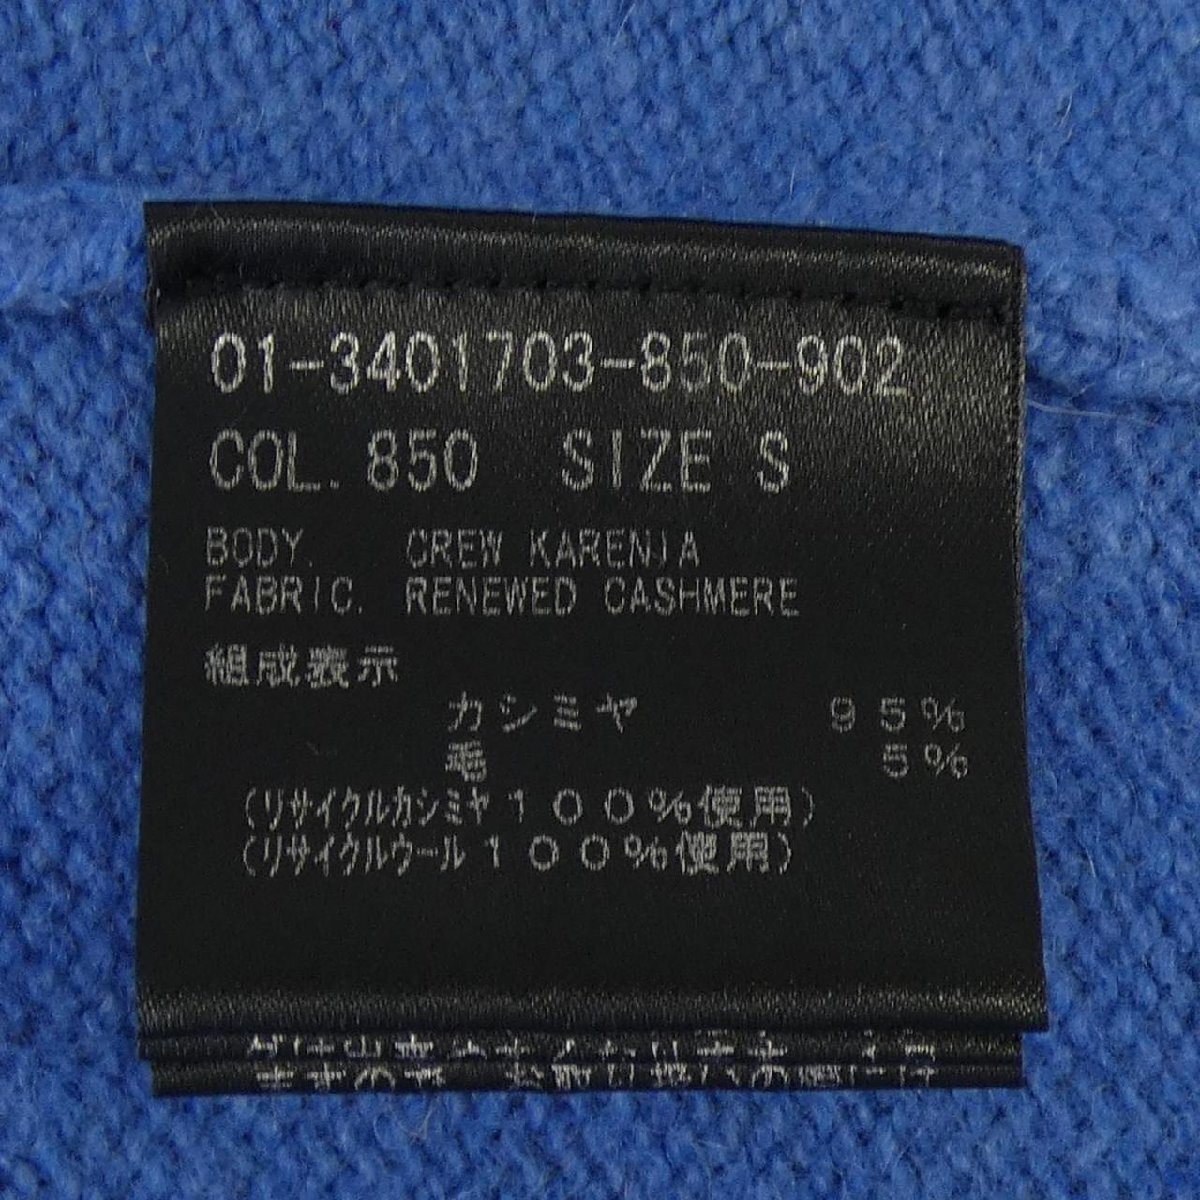 01-3401703-850-902
COL. 850 SIZE S
BODY. CREW KARENIA
FABRIC. RENEWED CASHMERE
組成表示
カシミヤ 95%
毛 5%
(リサイクルカシミヤ100%使用)
(リサイクルウール100%使用)